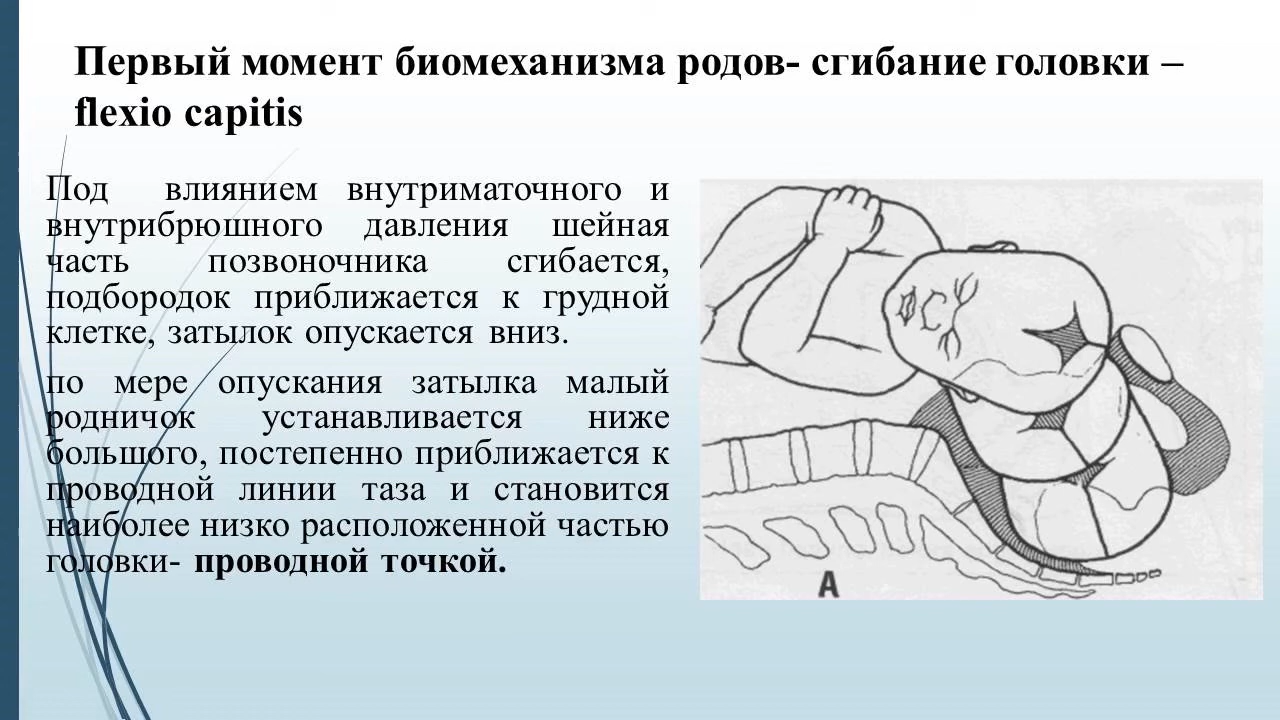 Первый момент биомеханизма родов- сгибание головки –
flexio capitis
Под влиянием внутриматочного и
внутрибрюшного давления шейная
часть позвоночника сгибается,
подбородок приближается к грудной
клетке, затылок опускается вниз.
по мере опускания затылка малый
родничок устанавливается ниже
большого, постепенно приближается к
проводной линии таза и становится
наиболее низко расположенной частью
головки- проводной точкой.
А